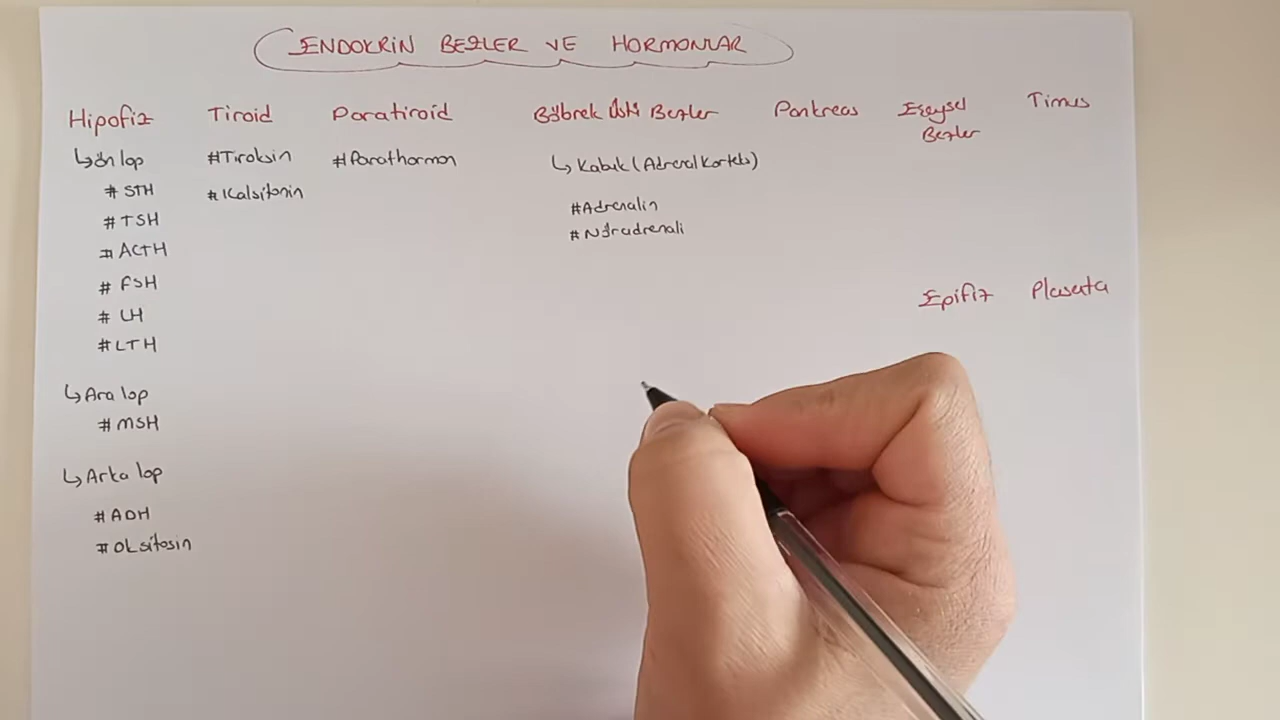 ENDOKRİN BEZLER VE HORMONLAR
Hipofiz
↳ön lop
# STH
# TSH
# ACTH
# FSH
# LH
# LTH
↳Ara lop
# MSH
↳Arka lop
# ADH
# Oksitosin
Tiroid
#Tiroksin
# Kalsitonin
Paratiroid
#Parathormon
Böbrek Üstü Bezler
↳ Kabuk (Adrenal Korteks)
#Adrenalin
# Nöradrenali
Pankreas
Eşeysel
Bezler
Timus
Epifiz
Plasenta